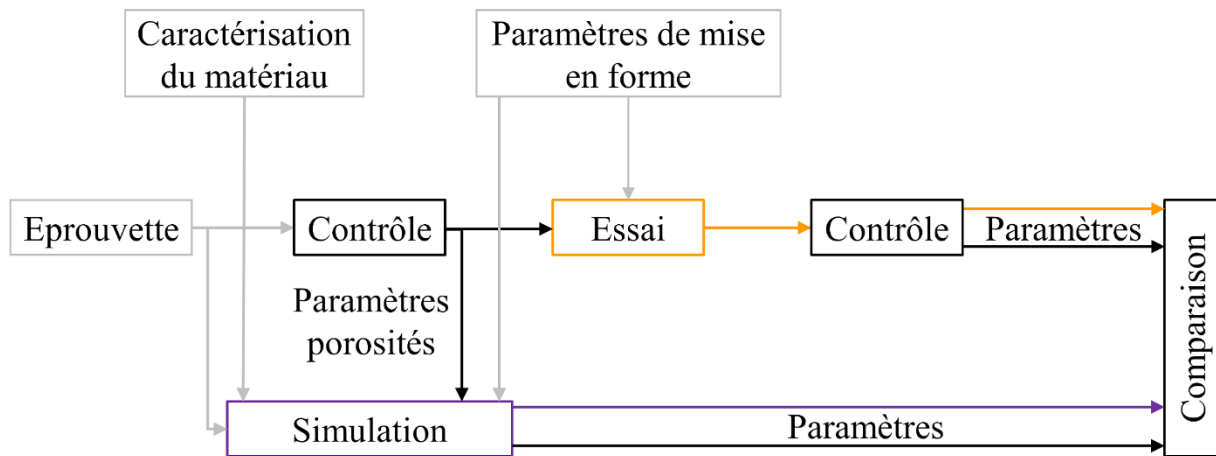 Caractérisation
du matériau
Paramètres de mise
en forme
Eprouvette
Contrôle
Essai
Contrôle
Paramètres
Paramètres
porosités
Simulation
Paramètres
Comparaison